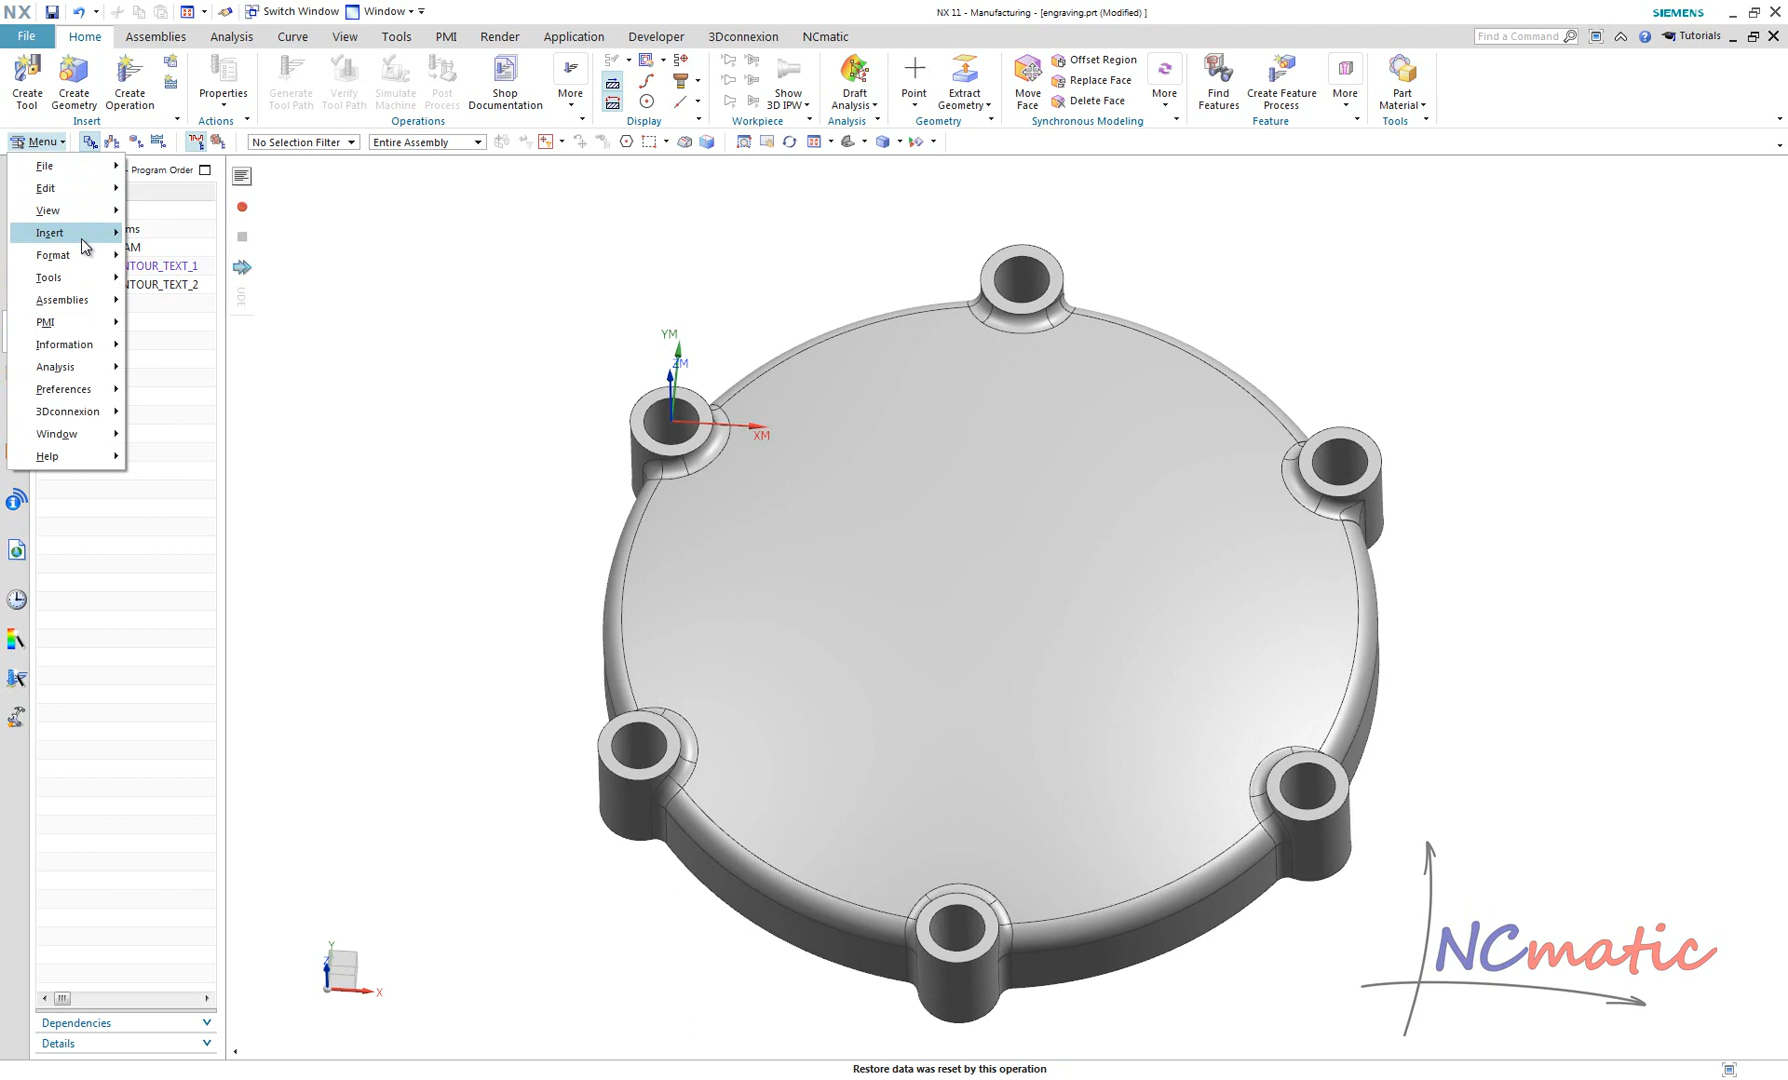 NX
Switch Window
Window
NX 11 - Manufacturing - [engraving.prt (Modified) ]
SIEMENS
File
Home
Assemblies
Analysis
Curve
View
Tools
PMI
Render
Application
Developer
3Dconnexion
NCmatic
Find a Command
Tutorials
Create Tool
Create Geometry
Create Operation
Insert
Properties
Actions
Generate Tool Path
Verify Tool Path
Simulate Machine
Post Process
Shop Documentation
More
Operations
Display
Show 3D IPW
Workpiece
Draft Analysis
Analysis
Point
Extract Geometry
Geometry
Move Face
Offset Region
Replace Face
Delete Face
More
Synchronous Modeling
Find Features
Create Feature Process
More
Feature
Part Material
Tools
Menu
No Selection Filter
Entire Assembly
File
Edit
View
Insert
Format
Tools
Assemblies
PMI
Information
Analysis
Preferences
3Dconnexion
Window
Help
- Program Order
ms
AM
NTOUR_TEXT_1
NTOUR_TEXT_2
UDE
YM
ZM
XM
Y
Z
X
NCmatic
Dependencies
Details
Restore data was reset by this operation